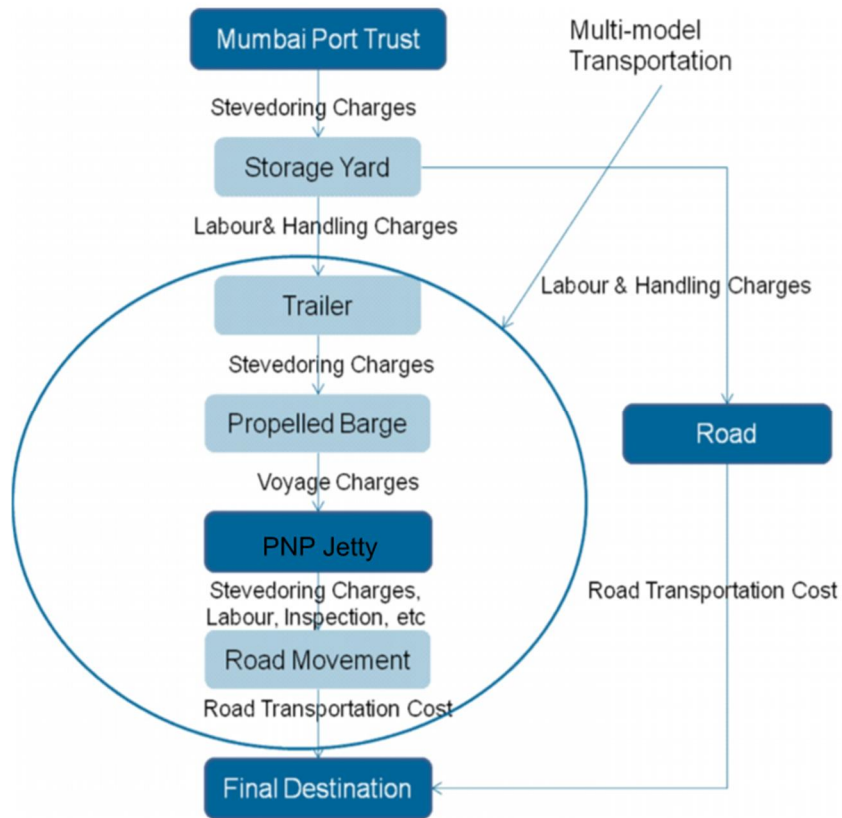 Mumbai Port Trust
Multi-model
Transportation
Stevedoring Charges
Storage Yard
Labour& Handling Charges
Trailer
Labour & Handling Charges
Stevedoring Charges
Propelled Barge
Road
Voyage Charges
PNP Jetty
Stevedoring Charges,
Labour, Inspection, etc
Road Transportation Cost
Road Movement
Road Transportation Cost
Final Destination